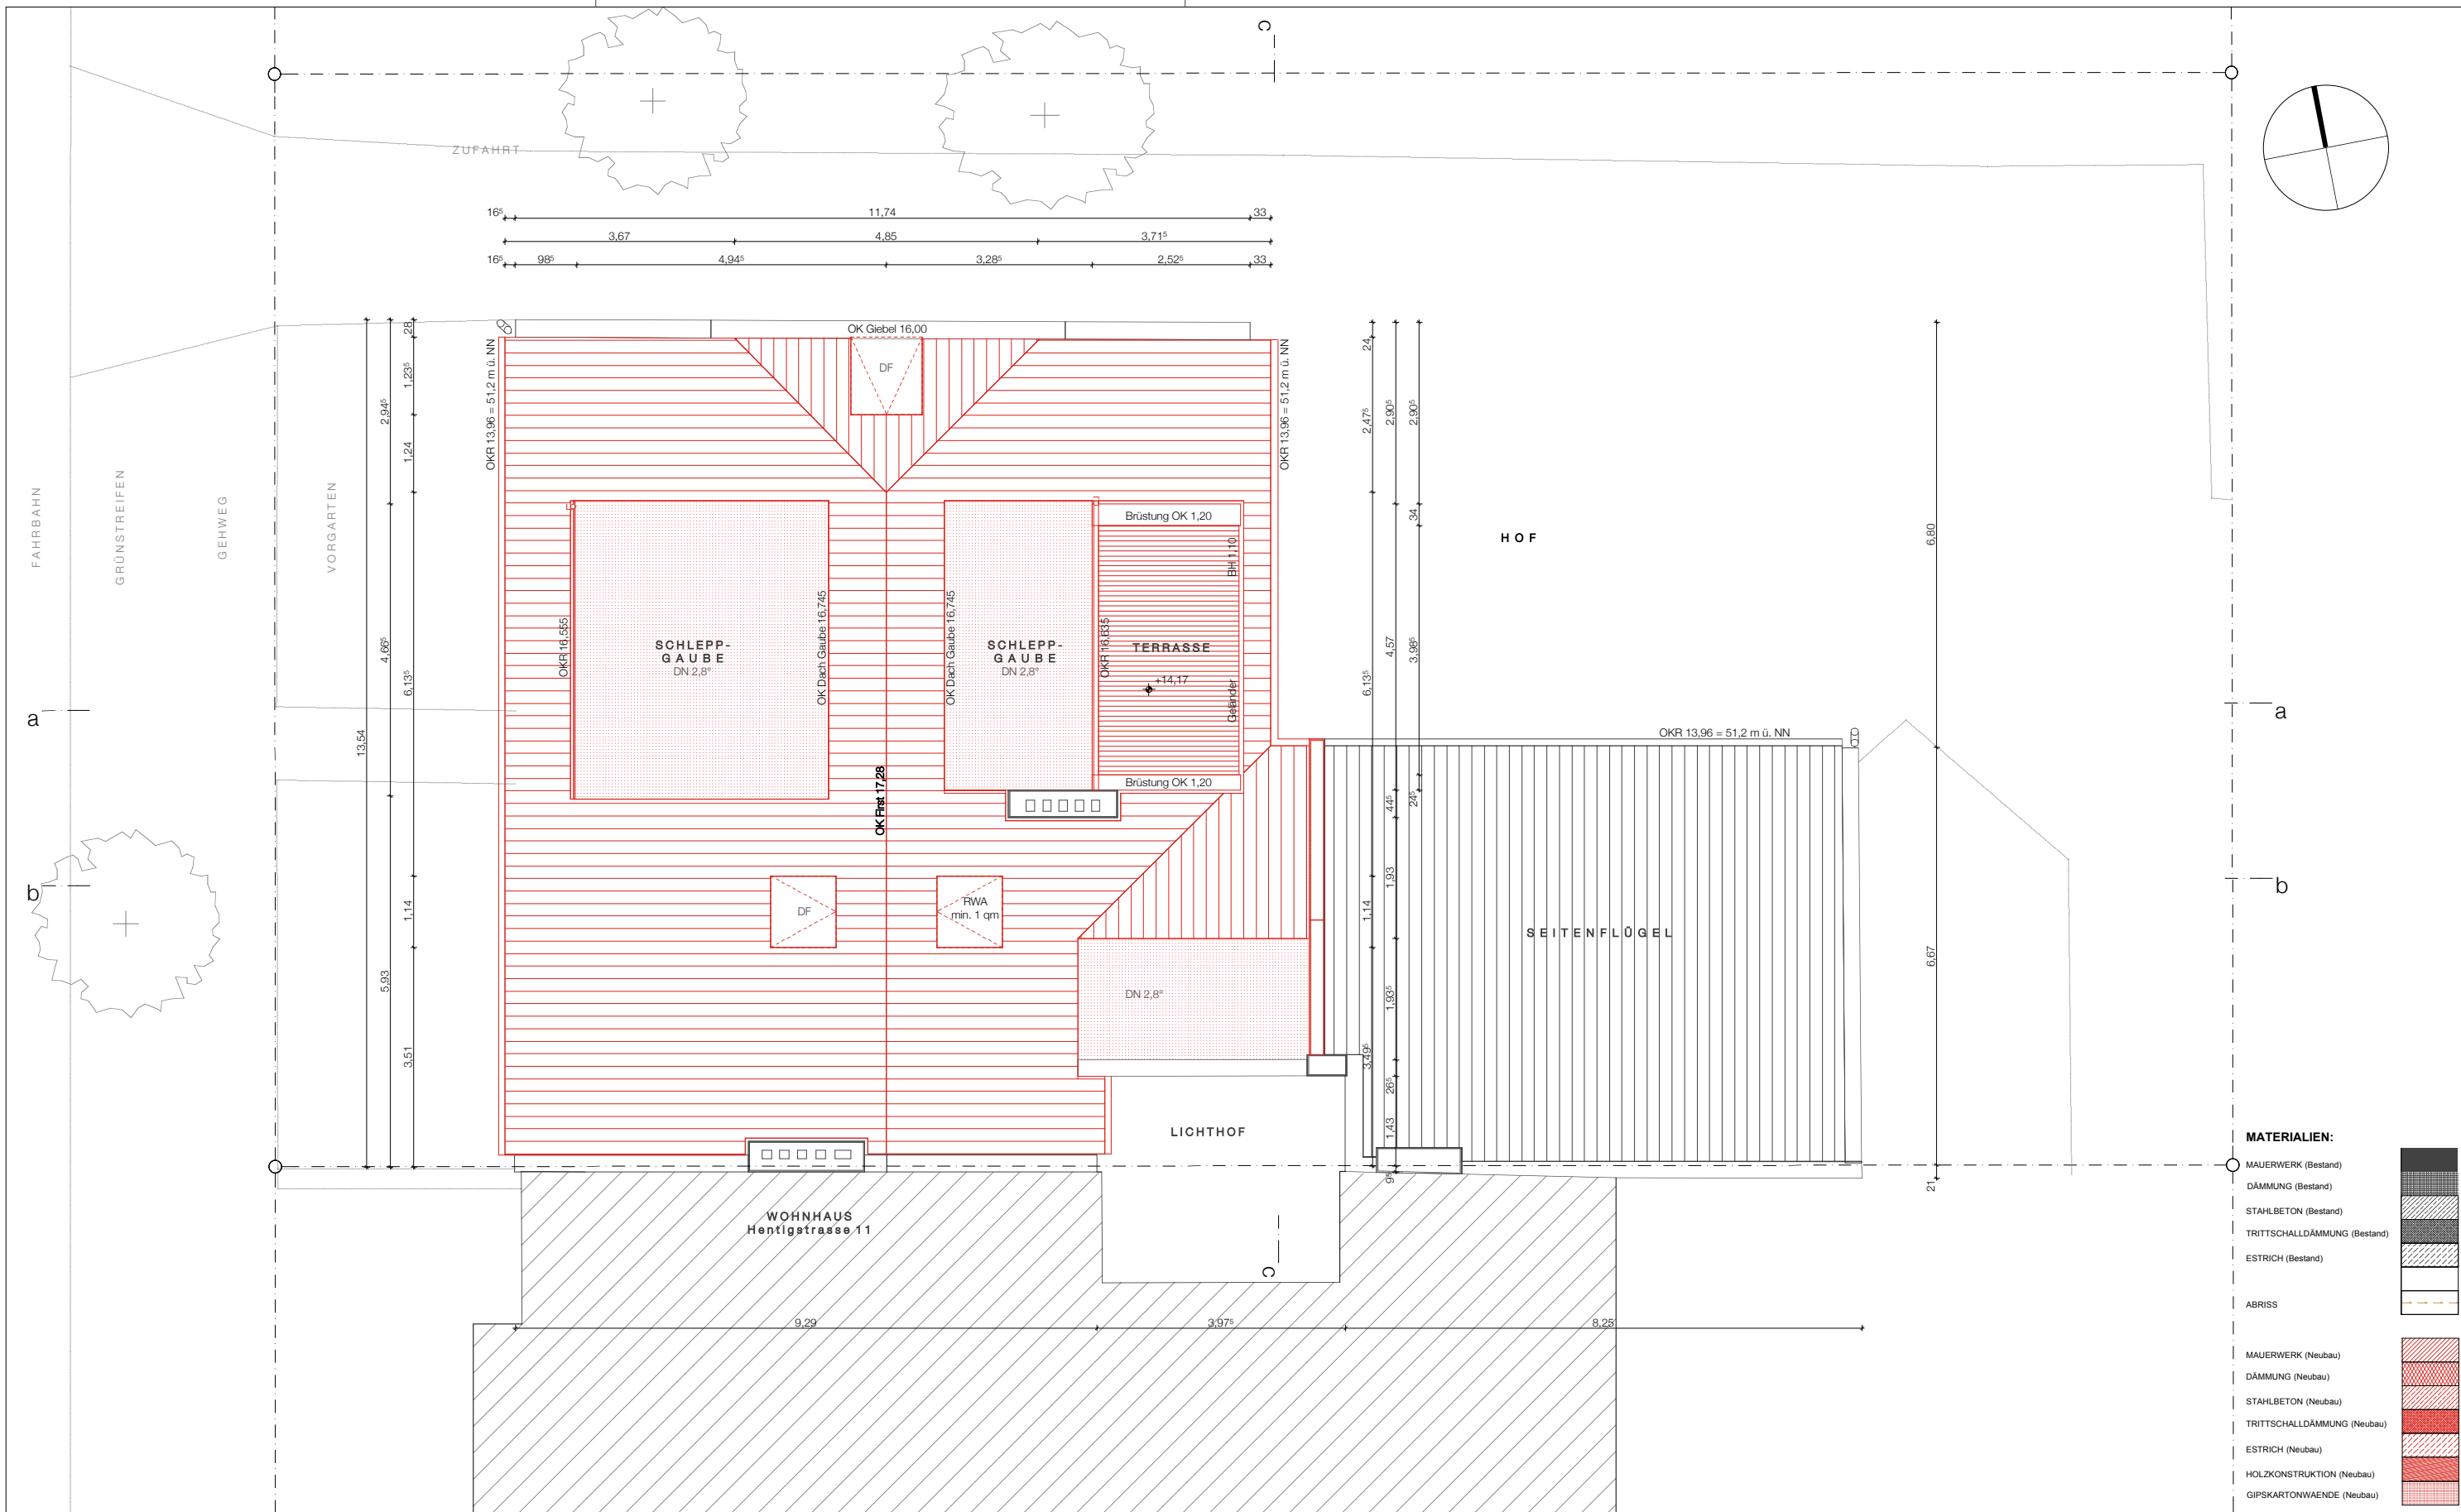 C
ZUFAHRT
16⁵
11,74
33
3,67
4,85
3,71⁵
16⁵
98⁵
4,94⁵
3,28⁵
2,52⁵
33
FAHRBAHN
GRÜNSTREIFEN
GEHWEG
VORGARTEN
13,54
2,94⁵
4,66⁵
5,93
28
1,23⁵
1,24
6,13⁵
1,14
3,51
OKR 13,96 = 51,2 m ü. NN
OK Giebel 16,00
DF
OKR 13,96 = 51,2 m ü. NN
OKR 16,555
SCHLEPP-
GAUBE
DN 2,8°
OK Dach Gaube 16,745
OK Dach Gaube 16,745
SCHLEPP-
GAUBE
DN 2,8°
OKR 16,635
Brüstung OK 1,20
BH 1,10
TERRASSE
+14,17
Geländer
Brüstung OK 1,20
OK First 17,28
DF
RWA
min. 1 qm
DN 2,8°
LICHTHOF
24
2,47⁵
6,13⁵
1,14
3,49⁵
2,90⁵
4,57
44⁵
1,93
1,93⁵
26⁵
1,43
9⁵
2,90⁵
34
3,98⁵
24⁵
HOF
6,80
6,67
21
OKR 13,96 = 51,2 m ü. NN
SEITENFLÜGEL
a
a
b
b
WOHNHAUS
Hentigstrasse 11
C
9,29
3,97⁵
8,25
MATERIALIEN:
MAUERWERK (Bestand)
DÄMMUNG (Bestand)
STAHLBETON (Bestand)
TRITTSCHALLDÄMMUNG (Bestand)
ESTRICH (Bestand)
ABRISS
MAUERWERK (Neubau)
DÄMMUNG (Neubau)
STAHLBETON (Neubau)
TRITTSCHALLDÄMMUNG (Neubau)
ESTRICH (Neubau)
HOLZKONSTRUKTION (Neubau)
GIPSKARTONWAENDE (Neubau)